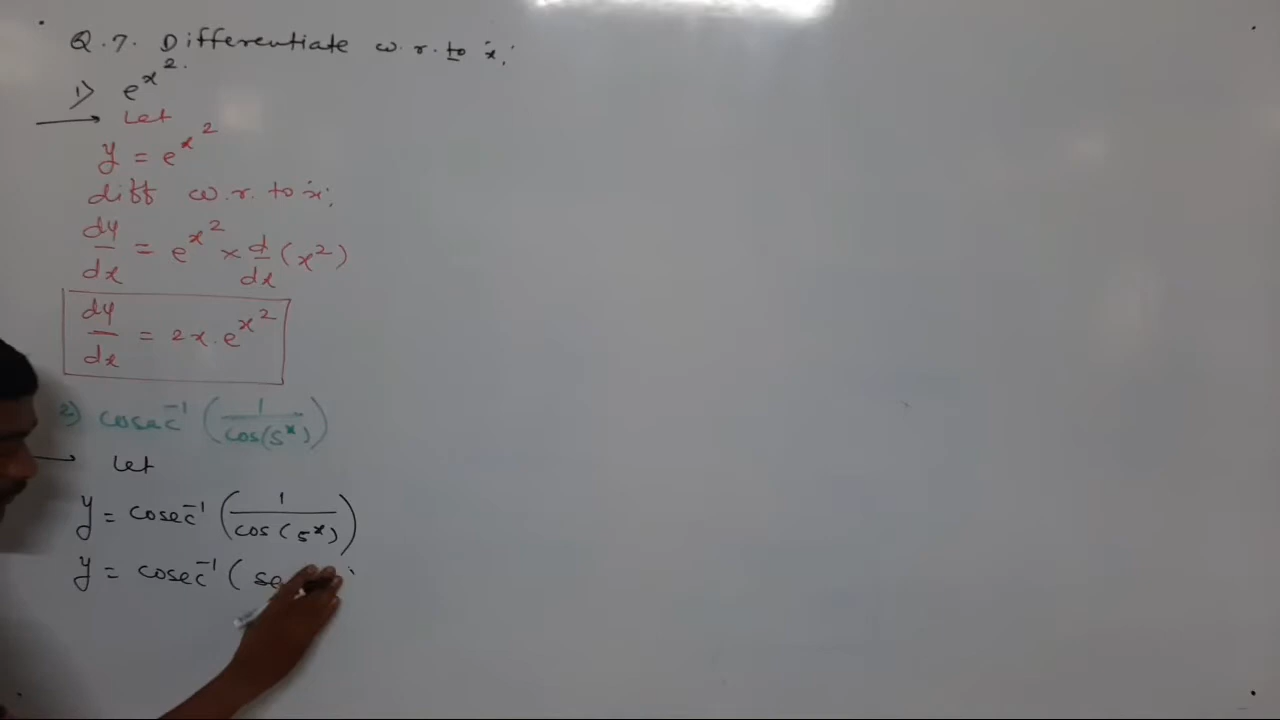 Q.7. Differentiate w.r.to x:
1) e^x^2.
Let
y = e^x^2
diff w.r.to x:
dy/dx = e^x^2 × d/dx (x^2)
dy/dx = 2x.e^x^2
2) cosec^-1 (1/cos(5^x))
Let
y = cosec^-1 (1/cos(5^x))
y = cosec^-1 ( se